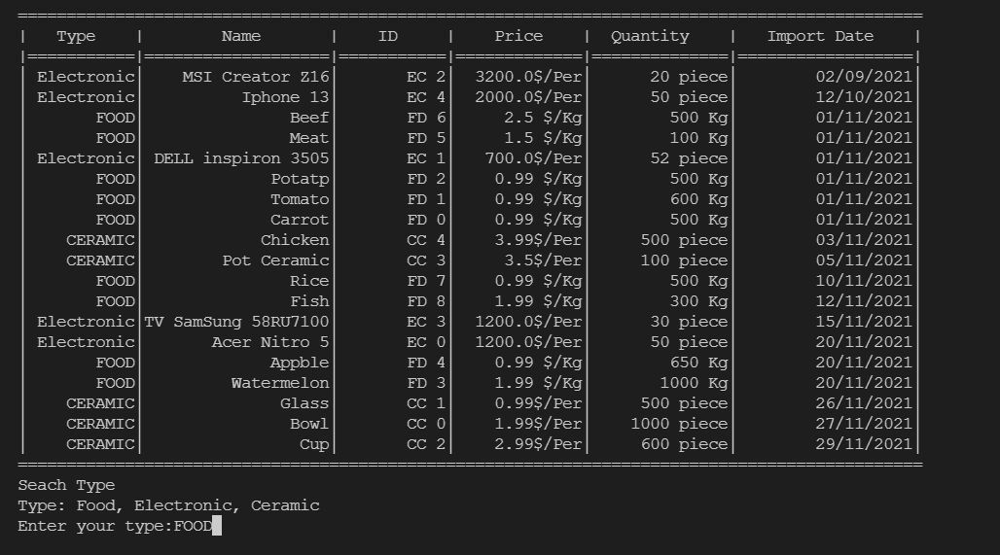 Type | Name | ID | Price | Quantity | Import Date
Electronic| MSI Creator Z16| EC 2| 3200.0$/Per| 20 piece| 02/09/2021|
Electronic| Iphone 13| EC 4| 2000.0$/Per| 50 piece| 12/10/2021|
FOOD| Beef| FD 6| 2.5 $/Kg| 500 Kg| 01/11/2021|
FOOD| Meat| FD 5| 1.5 $/Kg| 100 Kg| 01/11/2021|
Electronic| DELL inspiron 3505| EC 1| 700.0$/Per| 52 piece| 01/11/2021|
FOOD| Potatp| FD 2| 0.99 $/Kg| 500 Kg| 01/11/2021|
FOOD| Tomato| FD 1| 0.99 $/Kg| 600 Kg| 01/11/2021|
FOOD| Carrot| FD 0| 0.99 $/Kg| 500 Kg| 01/11/2021|
CERAMIC| Chicken| CC 4| 3.99$/Per| 500 piece| 03/11/2021|
CERAMIC| Pot Ceramic| CC 3| 3.5$/Per| 100 piece| 05/11/2021|
FOOD| Rice| FD 7| 0.99 $/Kg| 500 Kg| 10/11/2021|
FOOD| Fish| FD 8| 1.99 $/Kg| 300 Kg| 12/11/2021|
Electronic|TV SamSung 58RU7100| EC 3| 1200.0$/Per| 30 piece| 15/11/2021|
Electronic| Acer Nitro 5| EC 0| 1200.0$/Per| 50 piece| 20/11/2021|
FOOD| Appble| FD 4| 0.99 $/Kg| 650 Kg| 20/11/2021|
FOOD| Watermelon| FD 3| 1.99 $/Kg| 1000 Kg| 20/11/2021|
CERAMIC| Glass| CC 1| 0.99$/Per| 500 piece| 26/11/2021|
CERAMIC| Bowl| CC 0| 1.99$/Per| 1000 piece| 27/11/2021|
CERAMIC| Cup| CC 2| 2.99$/Per| 600 piece| 29/11/2021|
Seach Type
Type: Food, Electronic, Ceramic
Enter your type:FOOD